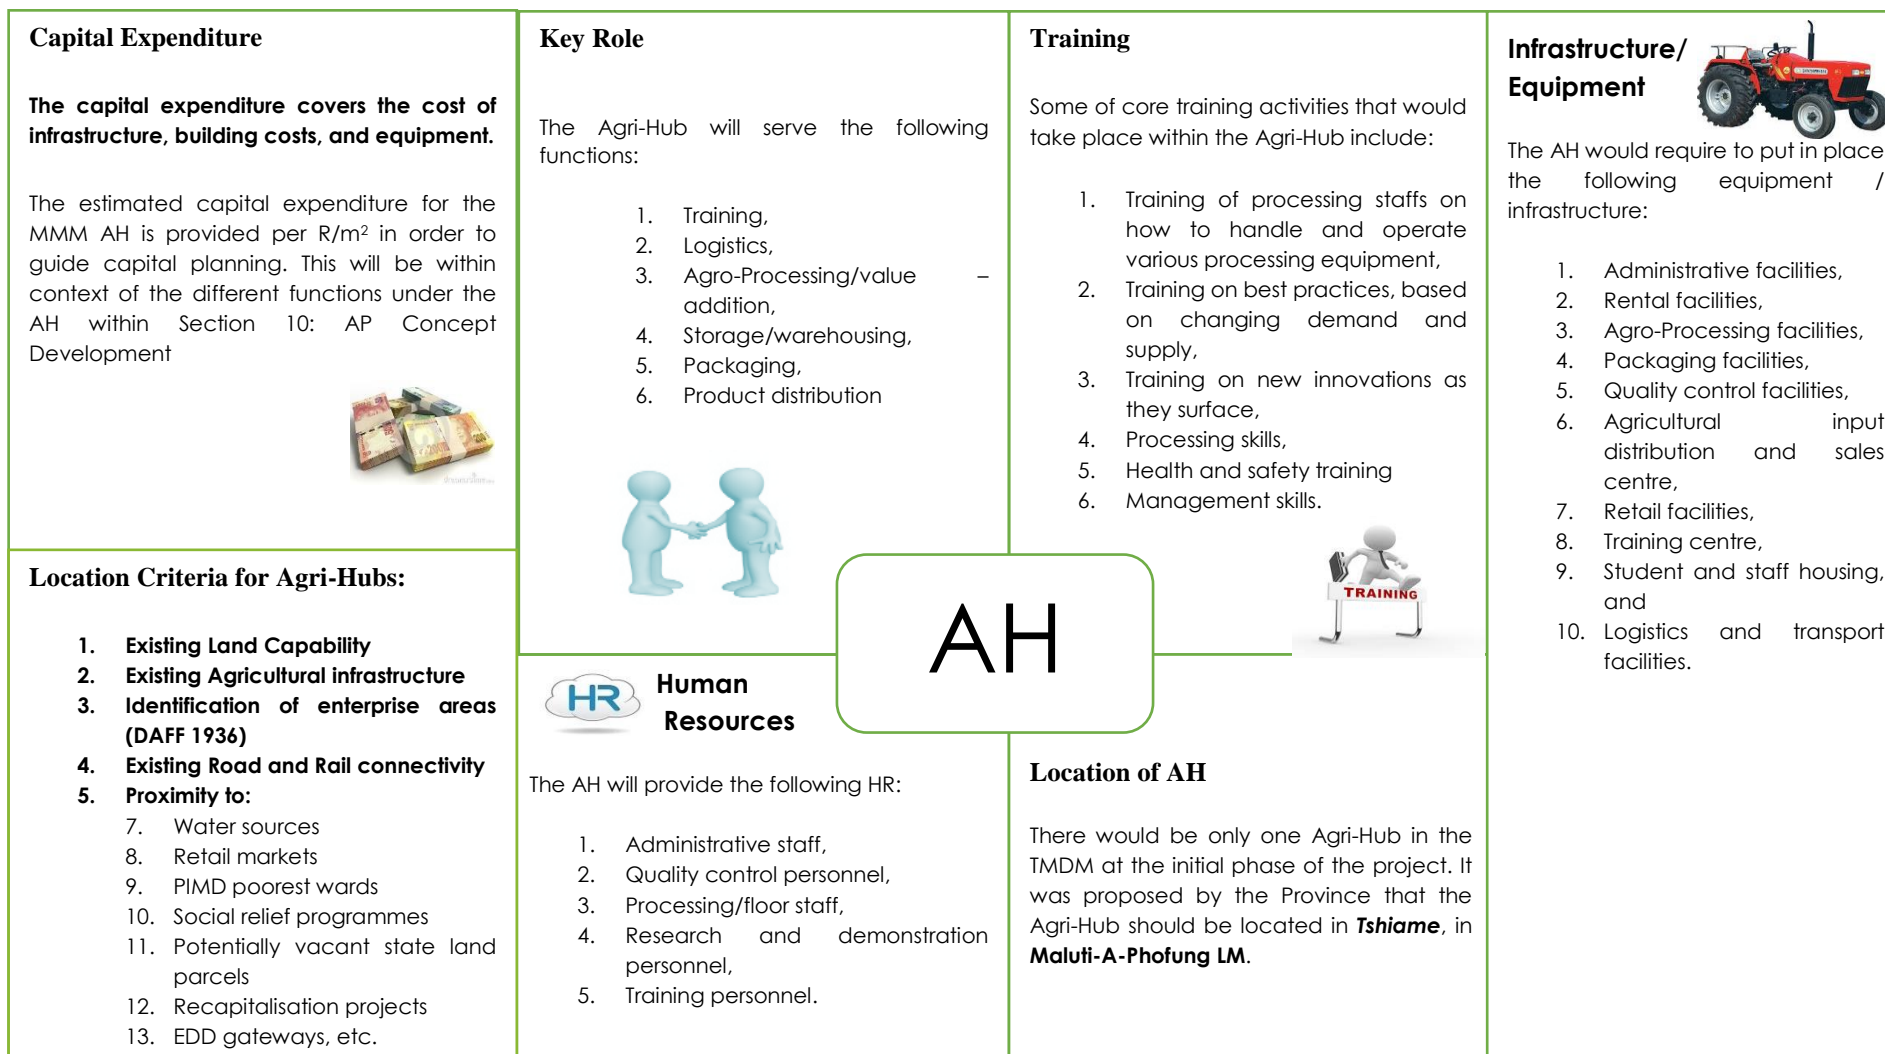 Capital Expenditure
The capital expenditure covers the cost of
infrastructure, building costs, and equipment.
The estimated capital expenditure for the
MMM AH is provided per R/m² in order to
guide capital planning. This will be within
context of the different functions under the
AH within Section 10: AP Concept
Development
Location Criteria for Agri-Hubs:
1. Existing Land Capability
2. Existing Agricultural infrastructure
3. Identification of enterprise areas
(DAFF 1936)
4. Existing Road and Rail connectivity
5. Proximity to:
7. Water sources
8. Retail markets
9. PIMD poorest wards
10. Social relief programmes
11. Potentially vacant state land
parcels
12. Recapitalisation projects
13. EDD gateways, etc.
Key Role
The Agri-Hub will serve the following
functions:
1. Training,
2. Logistics,
3. Agro-Processing/value –
addition,
4. Storage/warehousing,
5. Packaging,
6. Product distribution
HR
Human
Resources
The AH will provide the following HR:
1. Administrative staff,
2. Quality control personnel,
3. Processing/floor staff,
4. Research and demonstration
personnel,
5. Training personnel.
AH
Training
Some of core training activities that would
take place within the Agri-Hub include:
1. Training of processing staffs on
how to handle and operate
various processing equipment,
2. Training on best practices, based
on changing demand and
supply,
3. Training on new innovations as
they surface,
4. Processing skills,
5. Health and safety training
6. Management skills.
TRAINING
Location of AH
There would be only one Agri-Hub in the
TMDM at the initial phase of the project. It
was proposed by the Province that the
Agri-Hub should be located in Tshiame, in
Maluti-A-Phofung LM.
Infrastructure/
Equipment
The AH would require to put in place
the following equipment /
infrastructure:
1. Administrative facilities,
2. Rental facilities,
3. Agro-Processing facilities,
4. Packaging facilities,
5. Quality control facilities,
6. Agricultural input
distribution and sales
centre,
7. Retail facilities,
8. Training centre,
9. Student and staff housing,
and
10. Logistics and transport
facilities.